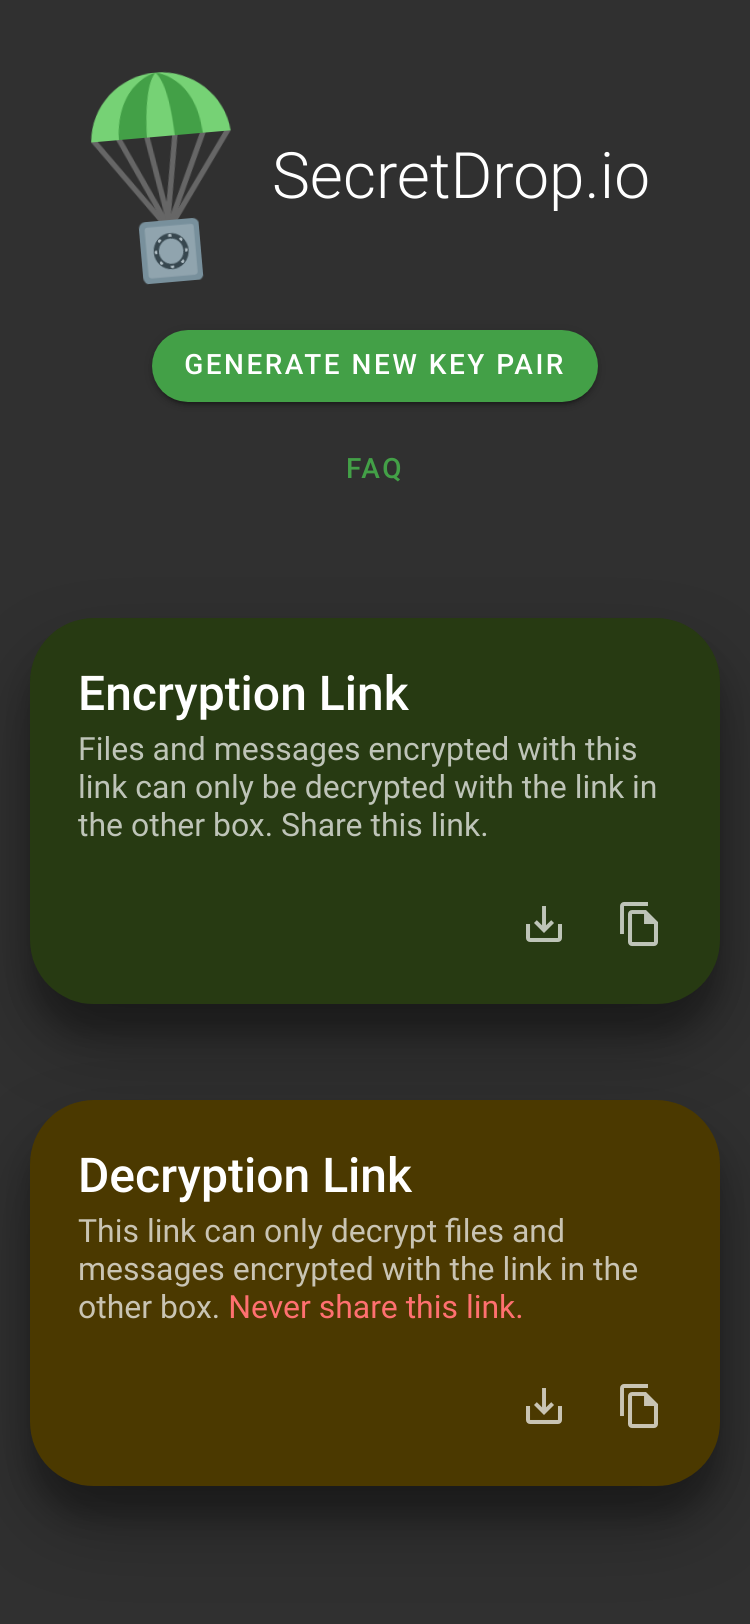 SecretDrop.io
GENERATE NEW KEY PAIR
FAQ
Encryption Link
Files and messages encrypted with this
link can only be decrypted with the link in
the other box. Share this link.
Decryption Link
This link can only decrypt files and
messages encrypted with the link in the
other box. Never share this link.